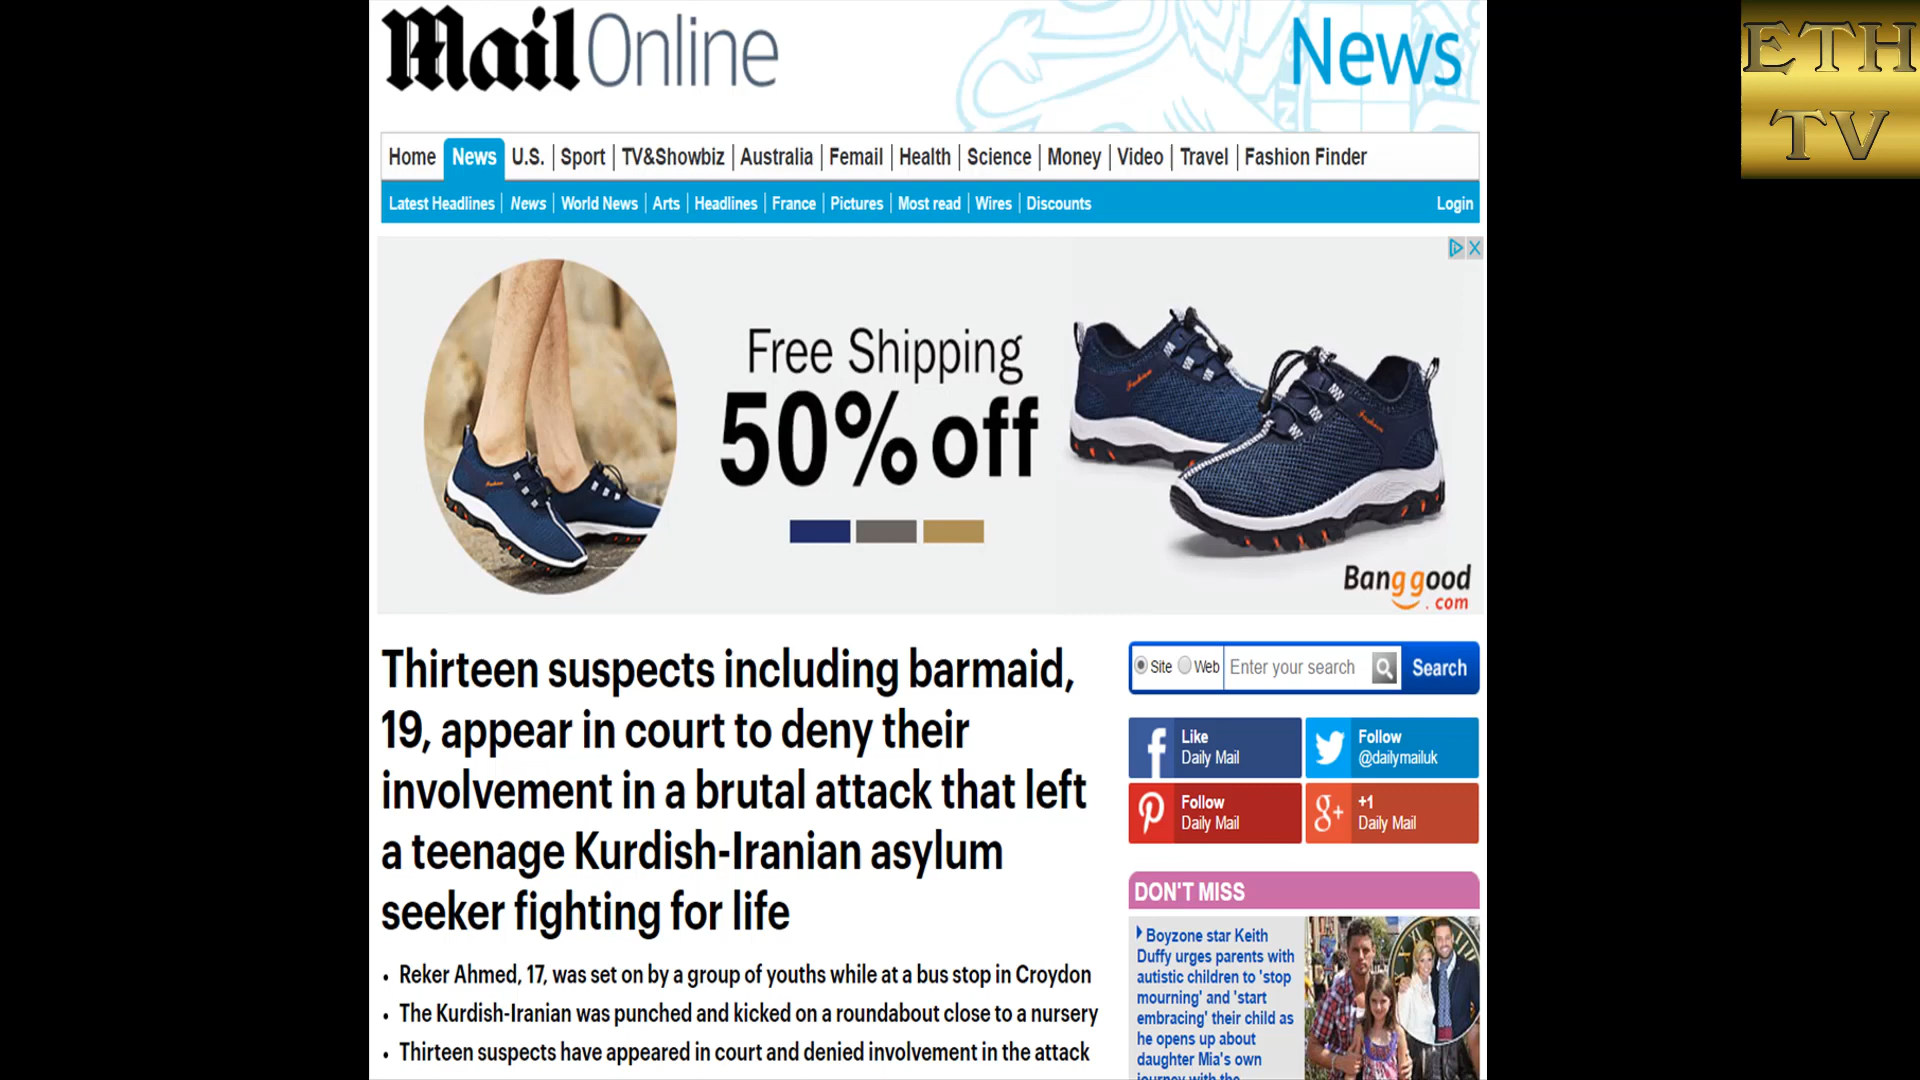 Mail Online
News
ETH
TV
Home News U.S. Sport TV&Showbiz Australia Femail Health Science Money Video Travel Fashion Finder
Latest Headlines News World News Arts Headlines France Pictures Most read Wires Discounts Login
Free Shipping
50% off
Banggood
.com
Thirteen suspects including barmaid,
19, appear in court to deny their
involvement in a brutal attack that left
a teenage Kurdish-Iranian asylum
seeker fighting for life
• Reker Ahmed, 17, was set on by a group of youths while at a bus stop in Croydon
• The Kurdish-Iranian was punched and kicked on a roundabout close to a nursery
• Thirteen suspects have appeared in court and denied involvement in the attack
Site Web Enter your search Search
Like
Daily Mail
Follow
@dailymailuk
Follow
Daily Mail
+1
Daily Mail
DON'T MISS
Boyzone star Keith
Duffy urges parents with
autistic children to 'stop
mourning' and 'start
embracing' their child as
he opens up about
daughter Mia's own
journey with the